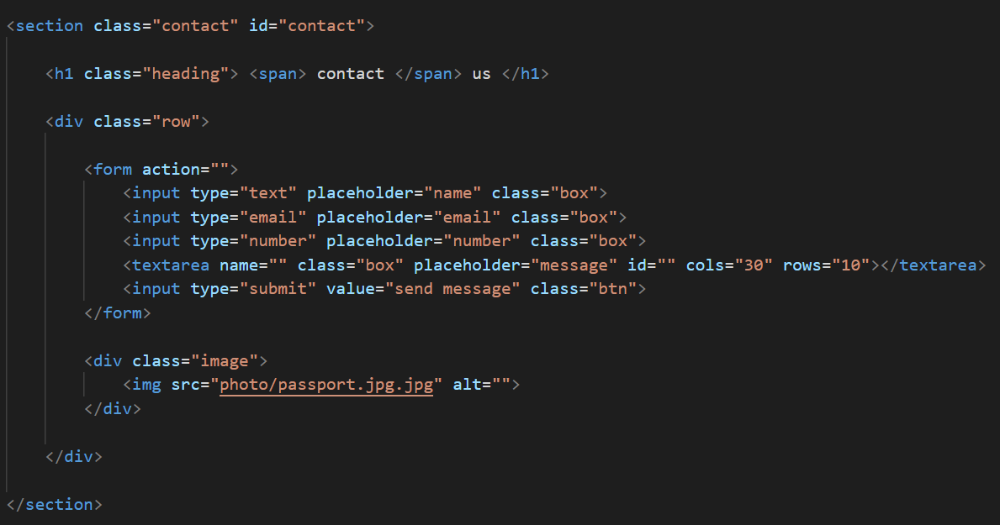 <section class="contact" id="contact">
<h1 class="heading"> <span> contact </span> us </h1>
<div class="row">
<form action="">
<input type="text" placeholder="name" class="box">
<input type="email" placeholder="email" class="box">
<input type="number" placeholder="number" class="box">
<textarea name="" class="box" placeholder="message" id="" cols="30" rows="10"></textarea>
<input type="submit" value="send message" class="btn">
</form>
<div class="image">
<img src="photo/passport.jpg.jpg" alt="">
</div>
</div>
</section>